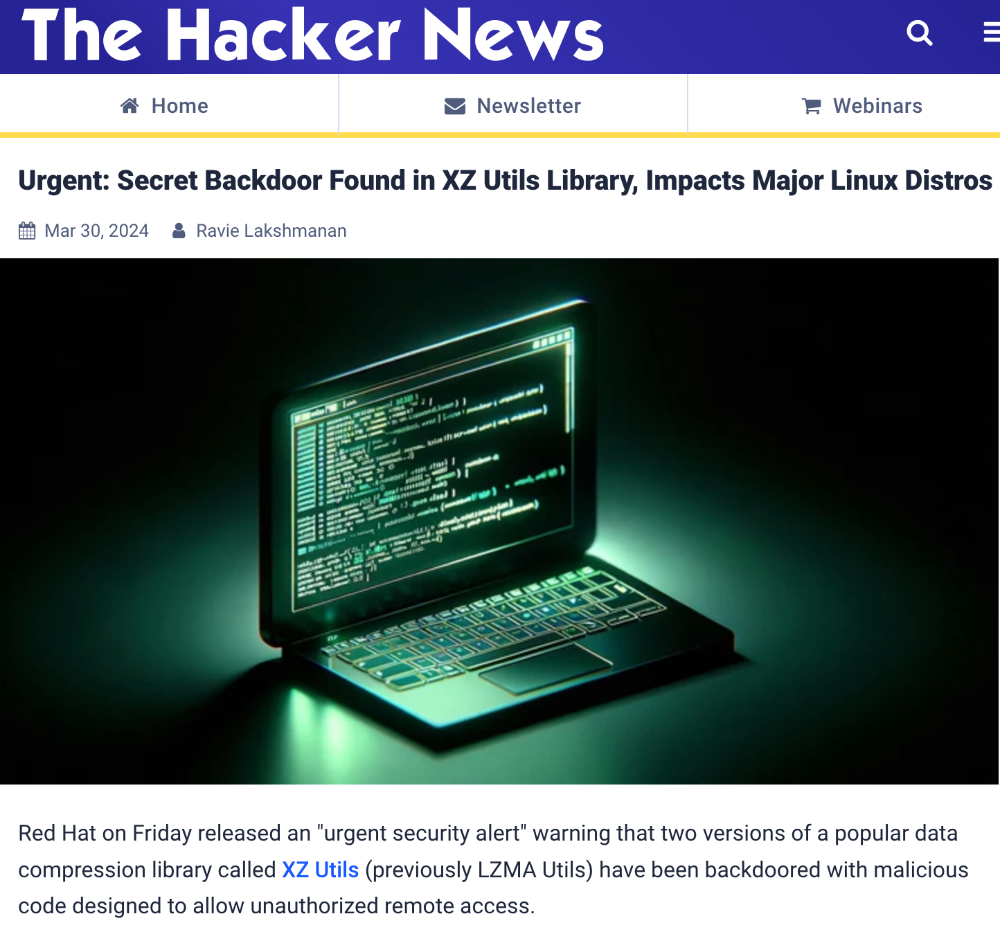 The Hacker News
Home
Newsletter
Webinars
Urgent: Secret Backdoor Found in XZ Utils Library, Impacts Major Linux Distros
Mar 30, 2024 Ravie Lakshmanan
Red Hat on Friday released an "urgent security alert" warning that two versions of a popular data
compression library called XZ Utils (previously LZMA Utils) have been backdoored with malicious
code designed to allow unauthorized remote access.